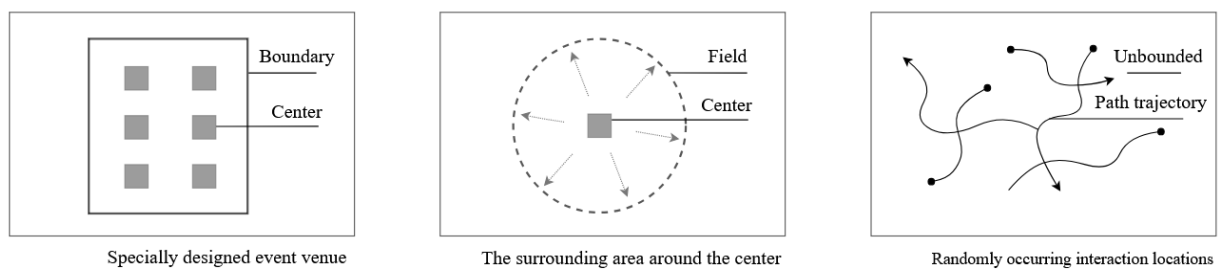 Boundary
Center
Specially designed event venue
Field
Center
The surrounding area around the center
Unbounded
Path trajectory
Randomly occurring interaction locations